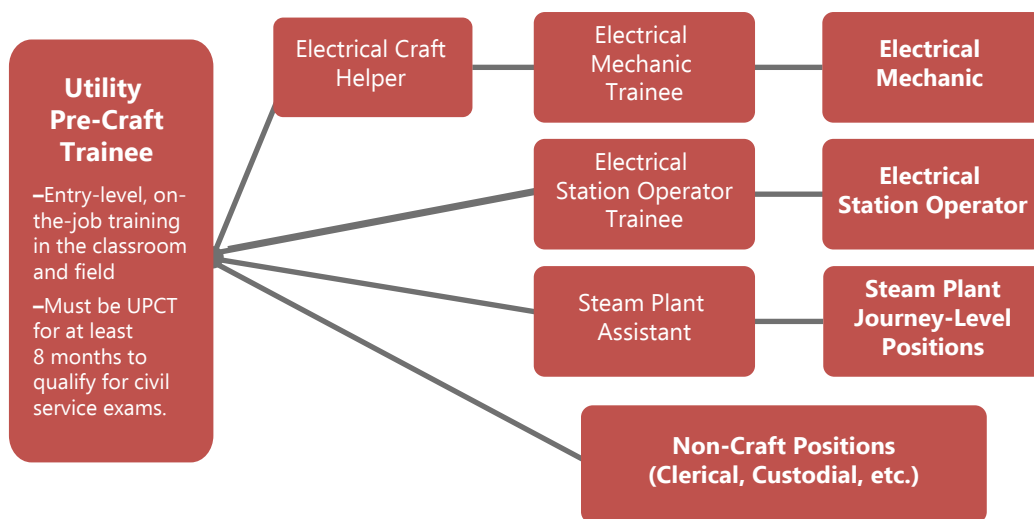 Utility
Pre-Craft
Trainee
–Entry-level, on-
the-job training
in the classroom
and field
–Must be UPCT
for at least
8 months to
qualify for civil
service exams.
Electrical Craft
Helper
Electrical
Mechanic
Trainee
Electrical
Mechanic
Electrical
Station Operator
Trainee
Electrical
Station Operator
Steam Plant
Assistant
Steam Plant
Journey-Level
Positions
Non-Craft Positions
(Clerical, Custodial, etc.)